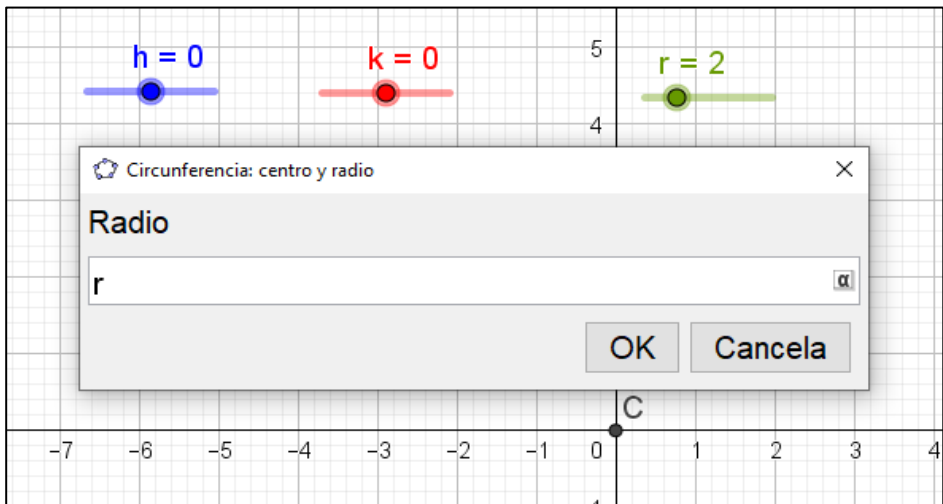 h = 0
k = 0
r = 2
5
4
Circunferencia: centro y radio
Radio
r
α
OK
Cancela
C
-7 -6 -5 -4 -3 -2 -1 0 1 2 3 4